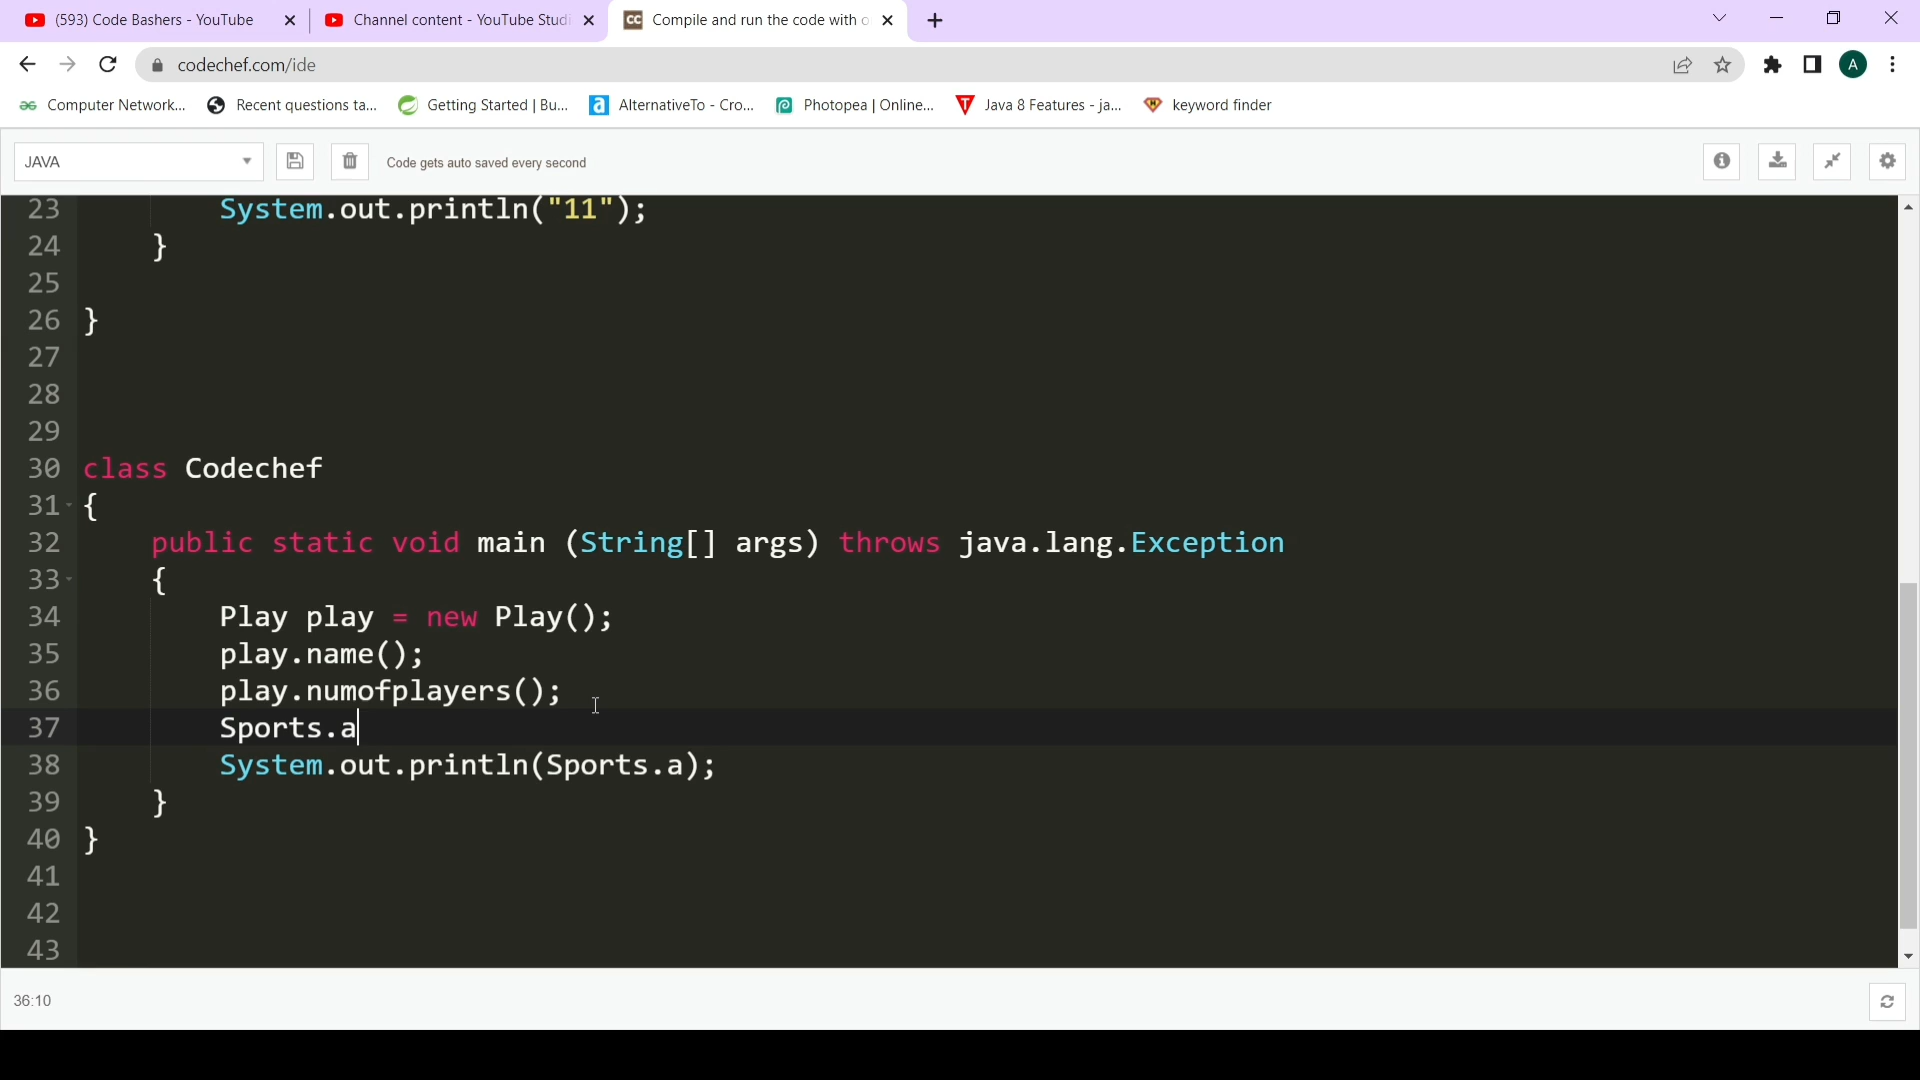 (593) Code Bashers - YouTube
Channel content - YouTube Studi
Compile and run the code with o
codechef.com/ide
A
Computer Network...
Recent questions ta...
Getting Started | Bu...
AlternativeTo - Cro...
Photopea | Online...
Java 8 Features - ja...
keyword finder
JAVA
Code gets auto saved every second
23 System.out.println("11");
24 }
25
26 }
27
28
29
30 class Codechef
31 {
32 public static void main (String[] args) throws java.lang.Exception
33 {
34 Play play = new Play();
35 play.name();
36 play.numofplayers();
37 Sports.a
38 System.out.println(Sports.a);
39 }
40 }
41
42
43
36:10